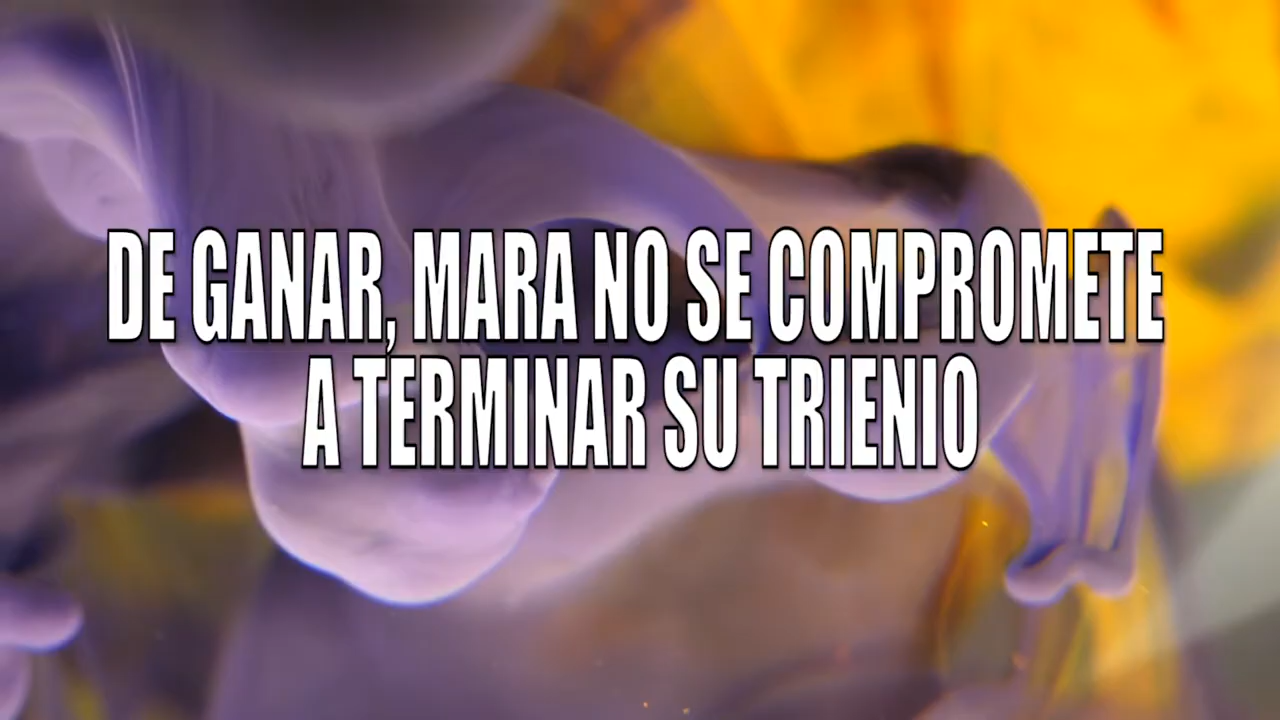 DE GANAR, MARA NO SE COMPROMETE
A TERMINAR SU TRIENIO